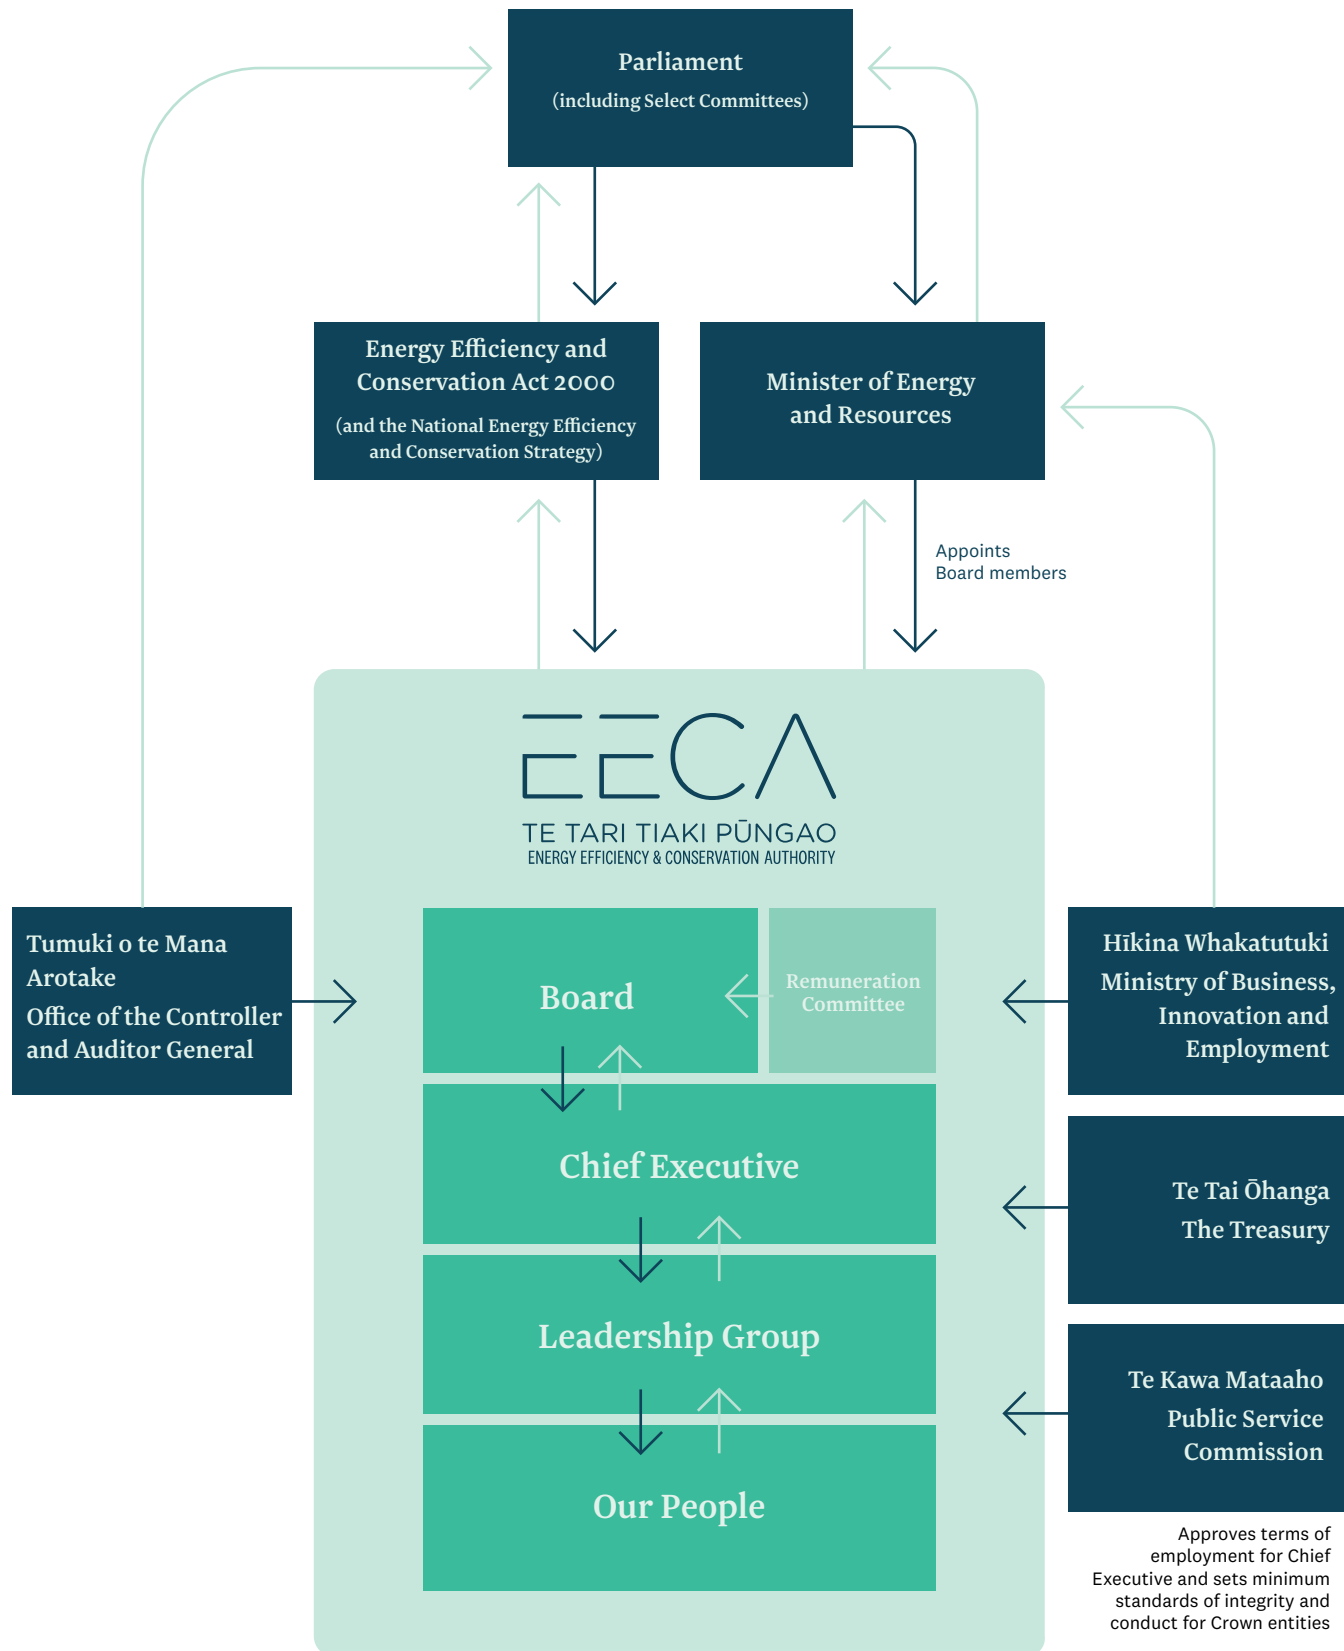 Parliament
(including Select Committees)
Energy Efficiency and
Conservation Act 2000
(and the National Energy Efficiency
and Conservation Strategy)
Minister of Energy
and Resources
Appoints
Board members
EECA
TE TARI TIAKI PŪNGAO
ENERGY EFFICIENCY & CONSERVATION AUTHORITY
Tumuki o te Mana
Arotake
Office of the Controller
and Auditor General
Board
Remuneration
Committee
Chief Executive
Leadership Group
Our People
Hīkina Whakatutuki
Ministry of Business,
Innovation and
Employment
Te Tai Ōhanga
The Treasury
Te Kawa Mataaho
Public Service
Commission
Approves terms of
employment for Chief
Executive and sets minimum
standards of integrity and
conduct for Crown entities